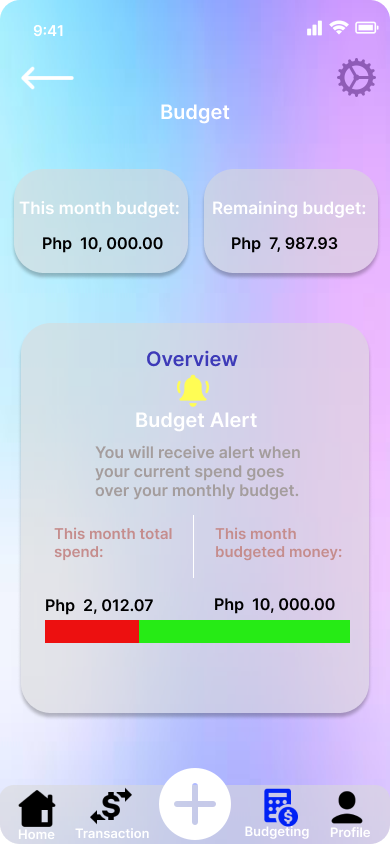 9:41
Budget
This month budget:
Remaining budget:
Php 10, 000.00
Php 7, 987.93
Overview
Budget Alert
You will receive alert when
your current spend goes
over your monthly budget.
This month total
spend:
This month
budgeted money:
Php 2, 012.07
Php 10, 000.00
Home
Transaction
Budgeting
Profile